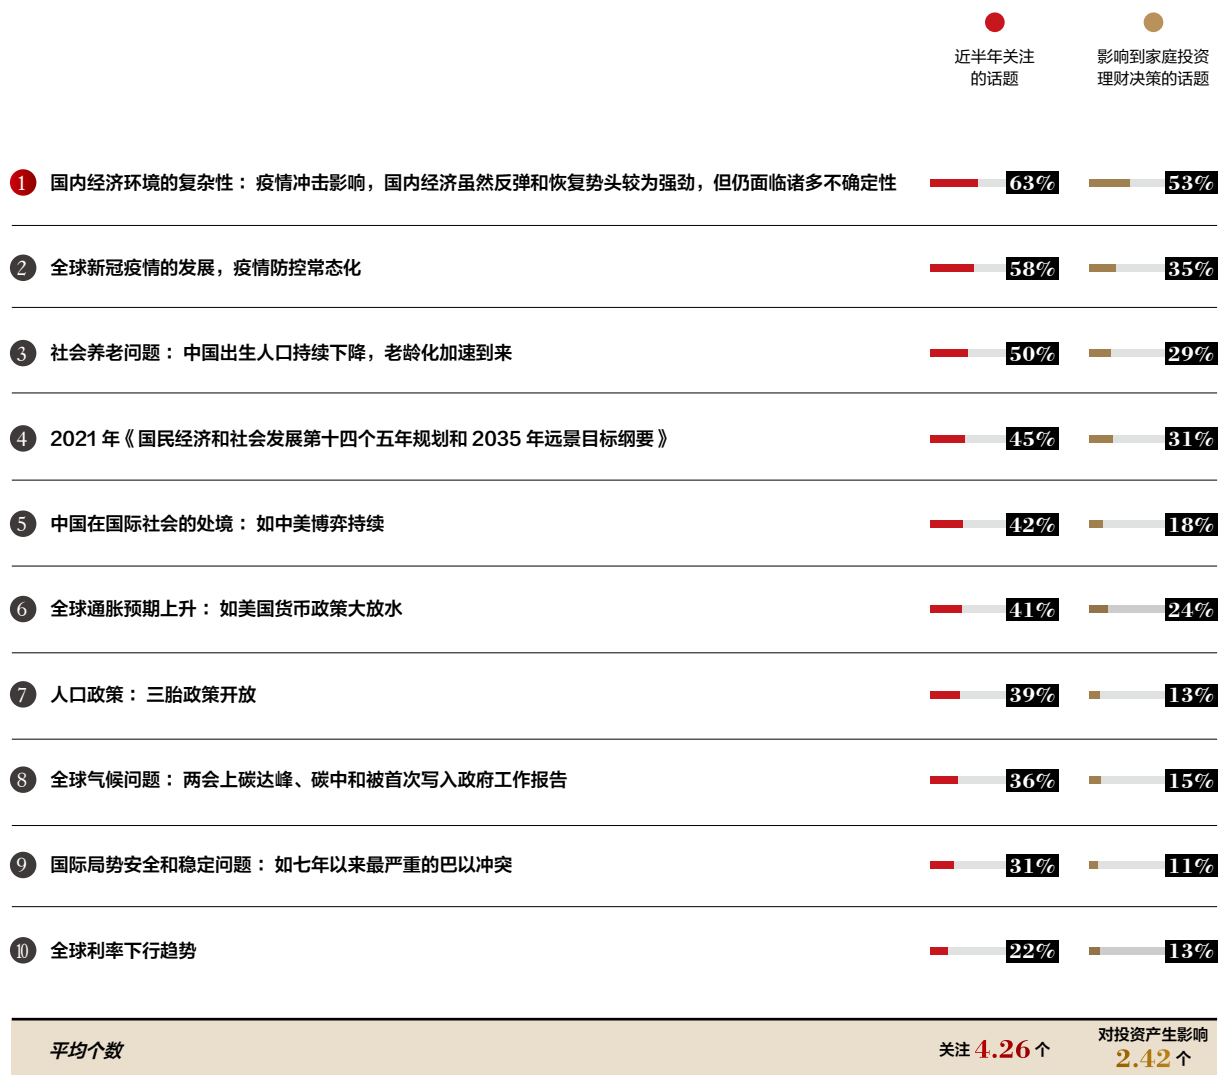 近半年关注
的话题
影响到家庭投资
理财决策的话题
1 国内经济环境的复杂性：疫情冲击影响，国内经济虽然反弹和恢复势头较为强劲，但仍面临诸多不确定性 63% 53%
2 全球新冠疫情的发展，疫情防控常态化 58% 35%
3 社会养老问题：中国出生人口持续下降，老龄化加速到来 50% 29%
4 2021 年《国民经济和社会发展第十四个五年规划和 2035 年远景目标纲要》 45% 31%
5 中国在国际社会的处境：如中美博弈持续 42% 18%
6 全球通胀预期上升：如美国货币政策大放水 41% 24%
7 人口政策：三胎政策开放 39% 13%
8 全球气候问题：两会上碳达峰、碳中和被首次写入政府工作报告 36% 15%
9 国际局势安全和稳定问题：如七年以来最严重的巴以冲突 31% 11%
10 全球利率下行趋势 22% 13%
平均个数 关注 4.26 个
对投资产生影响
2.42 个